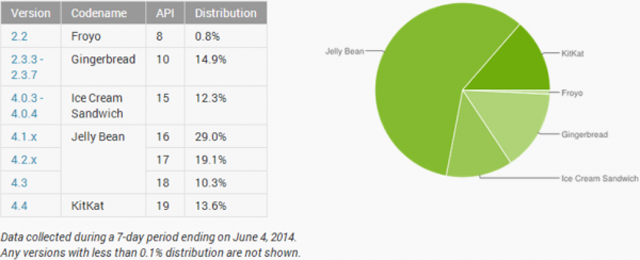 Version Codename API Distribution
2.2 Froyo 8 0.8%
2.3.3 - Gingerbread 10 14.9%
2.3.7
4.0.3 - Ice Cream 15 12.3%
4.0.4 Sandwich
4.1.x Jelly Bean 16 29.0%
4.2.x 17 19.1%
4.3 18 10.3%
4.4 KitKat 19 13.6%
Jelly Bean
KitKat
Froyo
Gingerbread
Ice Cream Sandwich
Data collected during a 7-day period ending on June 4, 2014.
Any versions with less than 0.1% distribution are not shown.